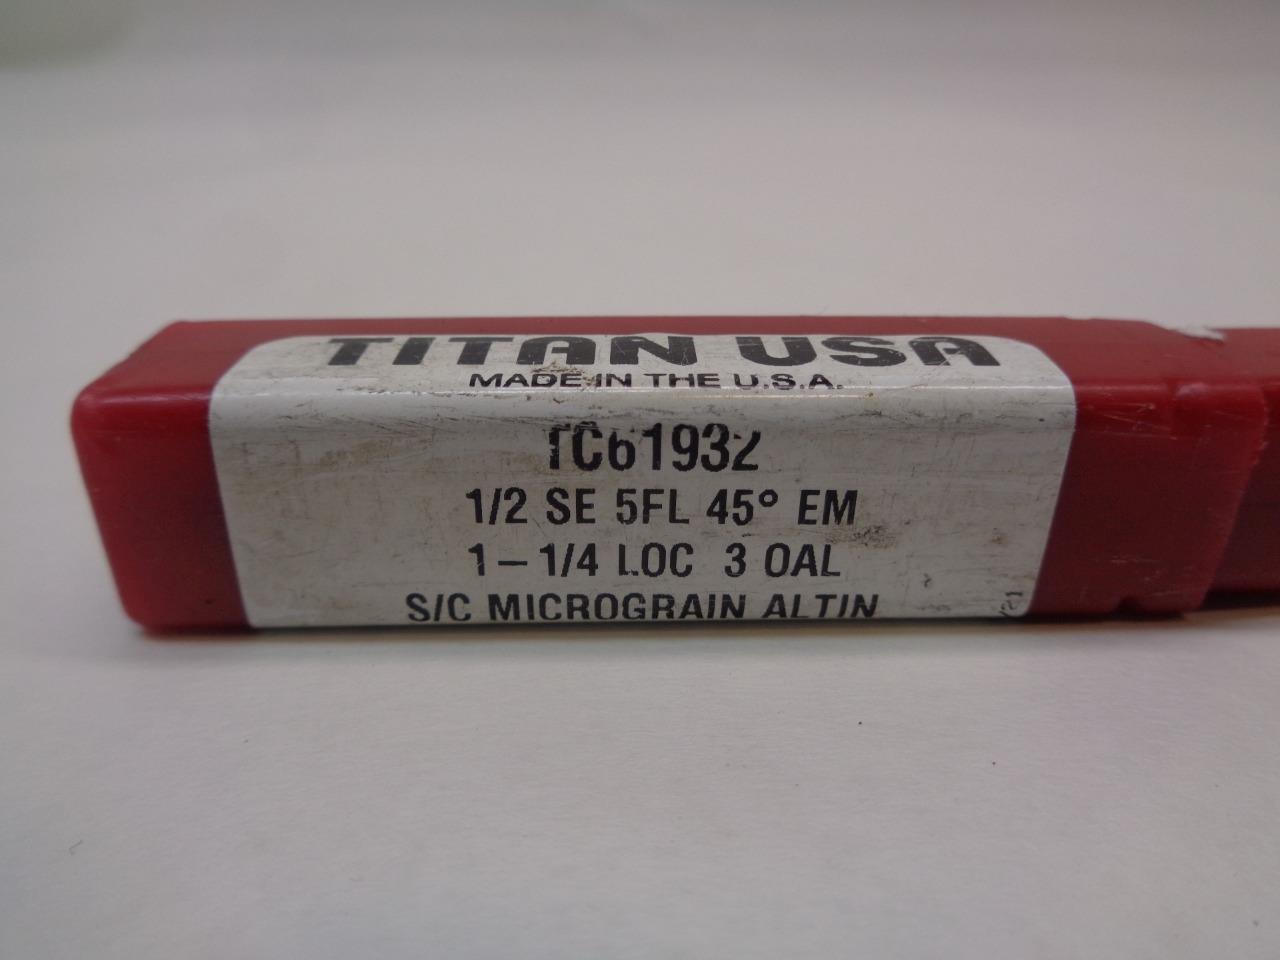 TITAN USA
MADE IN THE U.S.A.
TC61932
1/2 SE 5FL 45° EM
1-1/4 LOC 3 OAL
S/C MICROGRAIN ALTIN